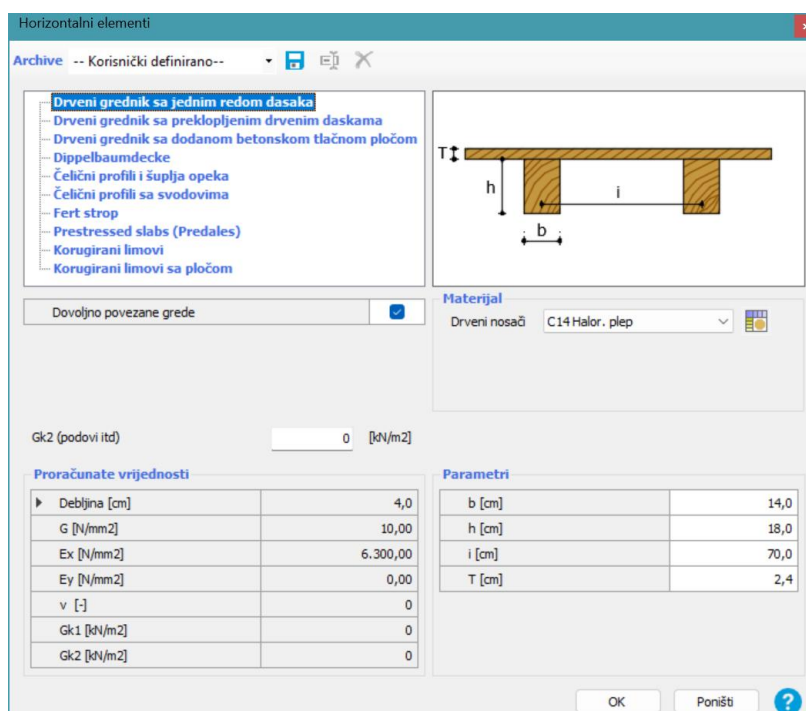 Horizontalni elementi
Archive -- Korisnički definirano--
Drveni grednik sa jednim redom dasaka
Drveni grednik sa preklopljenim drvenim daskama
Drveni grednik sa dodanom betonskom tlačnom pločom
Dippelbaumdecke
Čelični profili i šuplja opeka
Čelični profili sa svodovima
Fert strop
Prestressed slabs (Predales)
Korugirani limovi
Korugirani limovi sa pločom
T
h
i
b
Dovoljno povezane grede
Materijal
Drveni nosači C14 Halor. plep
Gk2 (podovi itd) 0 [kN/m2]
Proračunate vrijednosti
Debljina [cm] 4,0
G [N/mm2] 10,00
Ex [N/mm2] 6.300,00
Ey [N/mm2] 0,00
v [-] 0
Gk1 [kN/m2] 0
Gk2 [kN/m2] 0
Parametri
b [cm] 14,0
h [cm] 18,0
i [cm] 70,0
T [cm] 2,4
OK Poništi ?